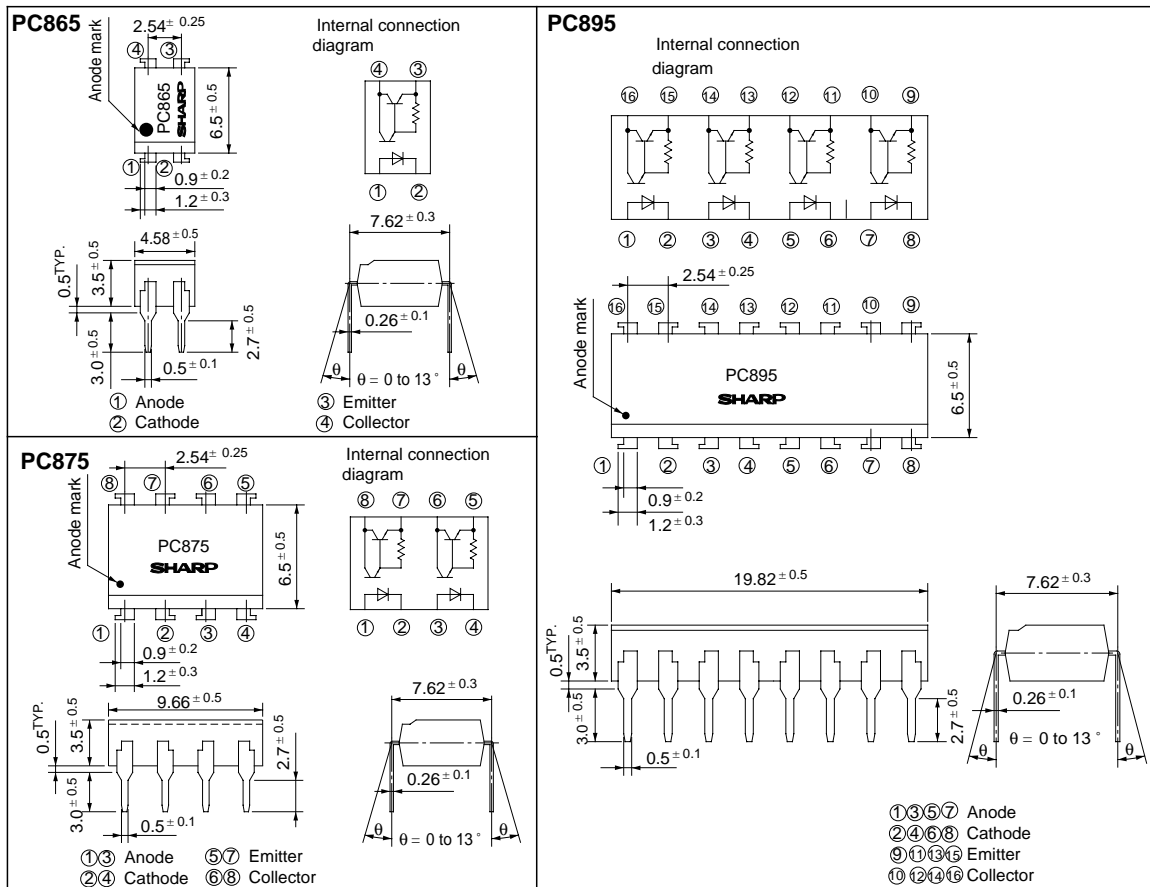 PC865
2.54 ± 0.25
④ ③
Anode mark
PC865
SHARP
6.5 ± 0.5
① ②
0.9 ± 0.2
1.2 ± 0.3
Internal connection
diagram
④ ③
① ②
4.58 ± 0.5
0.5 TYP.
3.5 ± 0.5
3.0 ± 0.5
0.5 ± 0.1
2.7 ± 0.5
7.62 ± 0.3
0.26 ± 0.1
θ θ = 0 to 13 ° θ
① Anode
② Cathode
③ Emitter
④ Collector
PC875
2.54 ± 0.25
⑧ ⑦ ⑥ ⑤
Anode mark
PC875
SHARP
6.5 ± 0.5
① ② ③ ④
0.9 ± 0.2
1.2 ± 0.3
Internal connection
diagram
⑧ ⑦ ⑥ ⑤
① ② ③ ④
9.66 ± 0.5
0.5 TYP.
3.5 ± 0.5
3.0 ± 0.5
0.5 ± 0.1
2.7 ± 0.5
7.62 ± 0.3
0.26 ± 0.1
θ θ = 0 to 13 ° θ
①③ Anode
②④ Cathode
⑤⑦ Emitter
⑥⑧ Collector
PC895
Internal connection
diagram
⑯ ⑮ ⑭ ⑬ ⑫ ⑪ ⑩ ⑨
① ② ③ ④ ⑤ ⑥ ⑦ ⑧
2.54 ± 0.25
⑯ ⑮ ⑭ ⑬ ⑫ ⑪ ⑩ ⑨
Anode mark
PC895
SHARP
6.5 ± 0.5
① ② ③ ④ ⑤ ⑥ ⑦ ⑧
0.9 ± 0.2
1.2 ± 0.3
19.82 ± 0.5
0.5 TYP.
3.5 ± 0.5
3.0 ± 0.5
0.5 ± 0.1
2.7 ± 0.5
7.62 ± 0.3
0.26 ± 0.1
θ θ = 0 to 13 ° θ
①③⑤⑦ Anode
②④⑥⑧ Cathode
⑨⑪⑬⑮ Emitter
⑩⑫⑭⑯ Collector